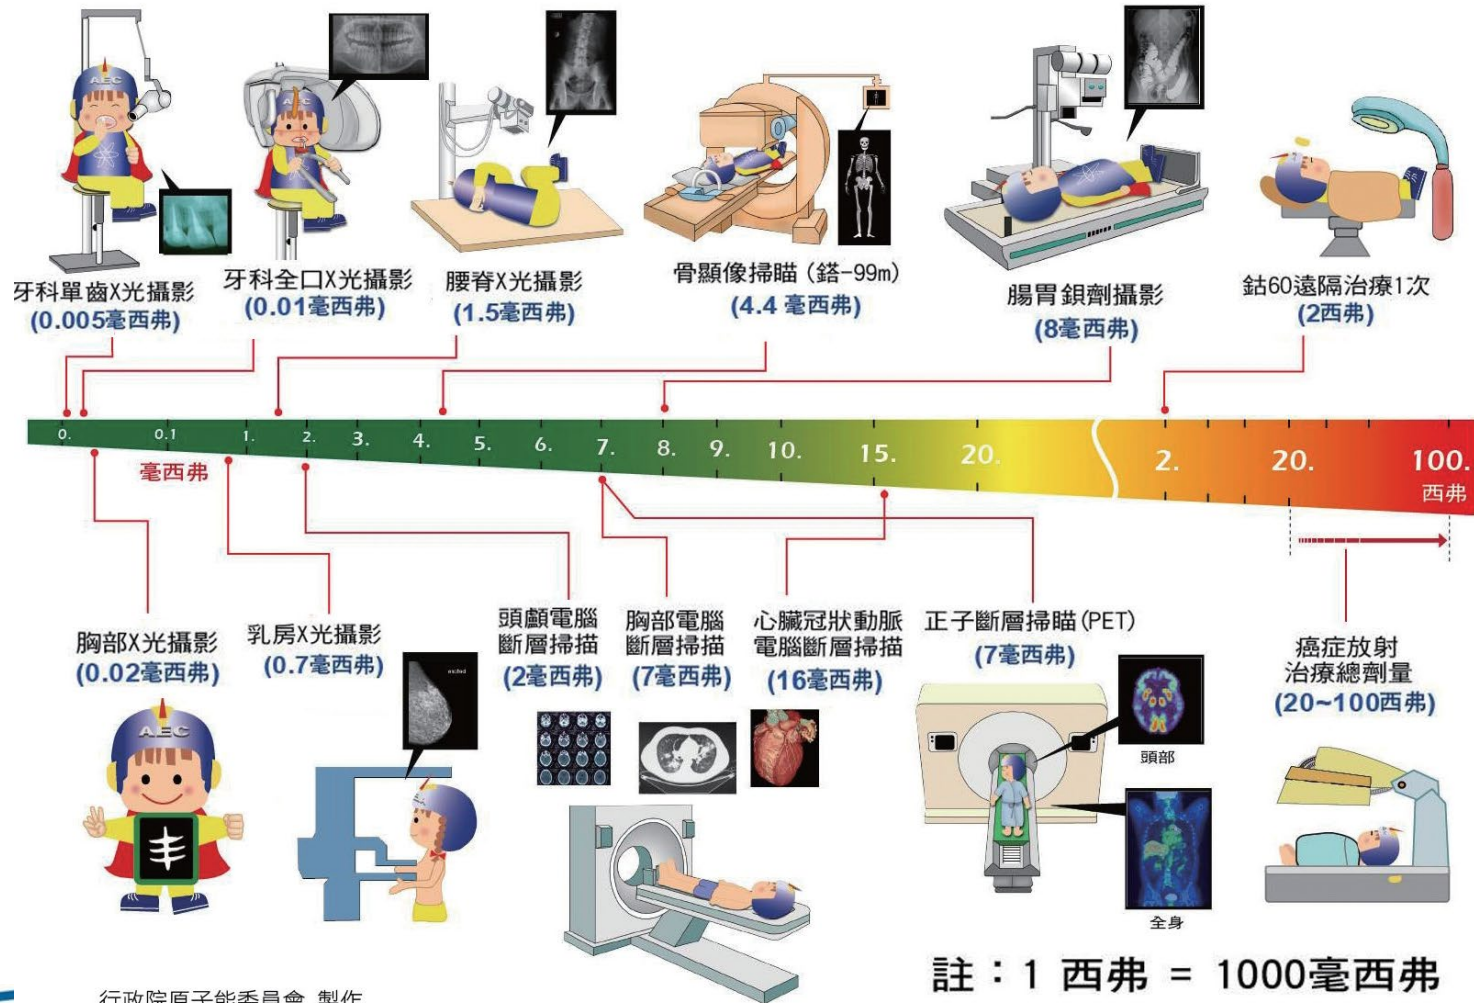 AEC
AEC
牙科單齒X光攝影
(0.005毫西弗)
牙科全口X光攝影
(0.01毫西弗)
腰脊X光攝影
(1.5毫西弗)
骨顯像掃瞄 (鎝-99m)
(4.4 毫西弗)
腸胃鋇劑攝影
(8毫西弗)
鈷60遠隔治療1次
(2西弗)
0.
0.1
1.
2.
3.
4.
5.
6.
7.
8.
9.
10.
15.
20.
2.
20.
100.
毫西弗
西弗
胸部X光攝影
(0.02毫西弗)
乳房X光攝影
(0.7毫西弗)
頭顱電腦
斷層掃描
(2毫西弗)
胸部電腦
斷層掃描
(7毫西弗)
心臟冠狀動脈
電腦斷層掃描
(16毫西弗)
正子斷層掃瞄(PET)
(7毫西弗)
癌症放射
治療總劑量
(20~100西弗)
AEC
頭部
全身
註：1 西弗 = 1000毫西弗
行政院原子能委員會 製作